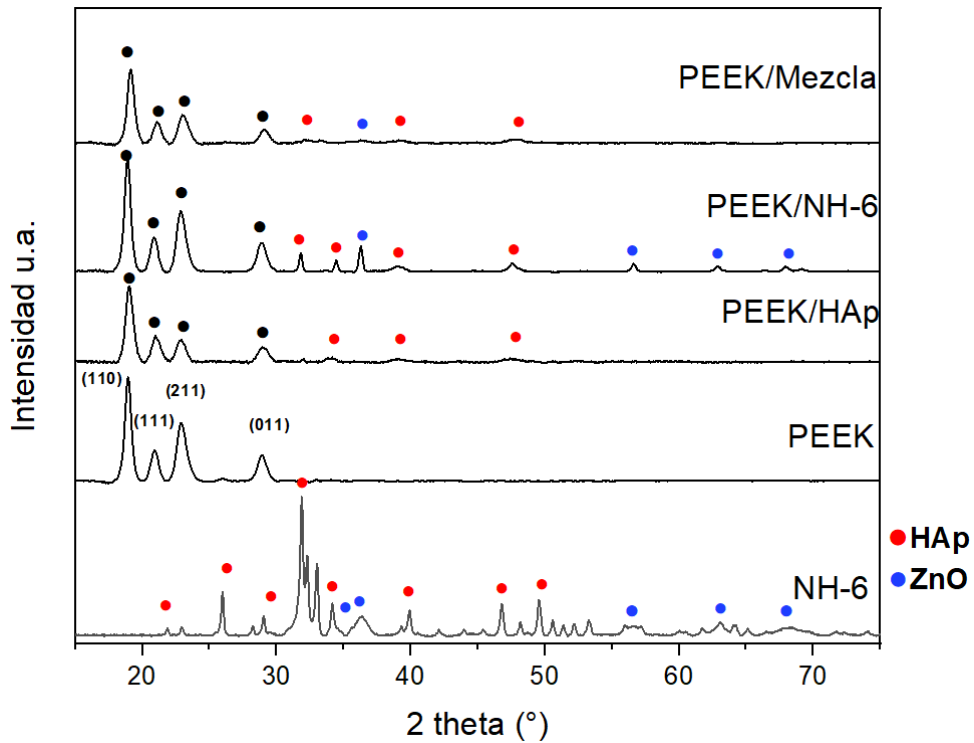 PEEK/Mezcla
PEEK/NH-6
PEEK/HAp
(110)
(111)
(211)
(011)
PEEK
NH-6
HAp
ZnO
Intensidad u.a.
20 30 40 50 60 70
2 theta (°)